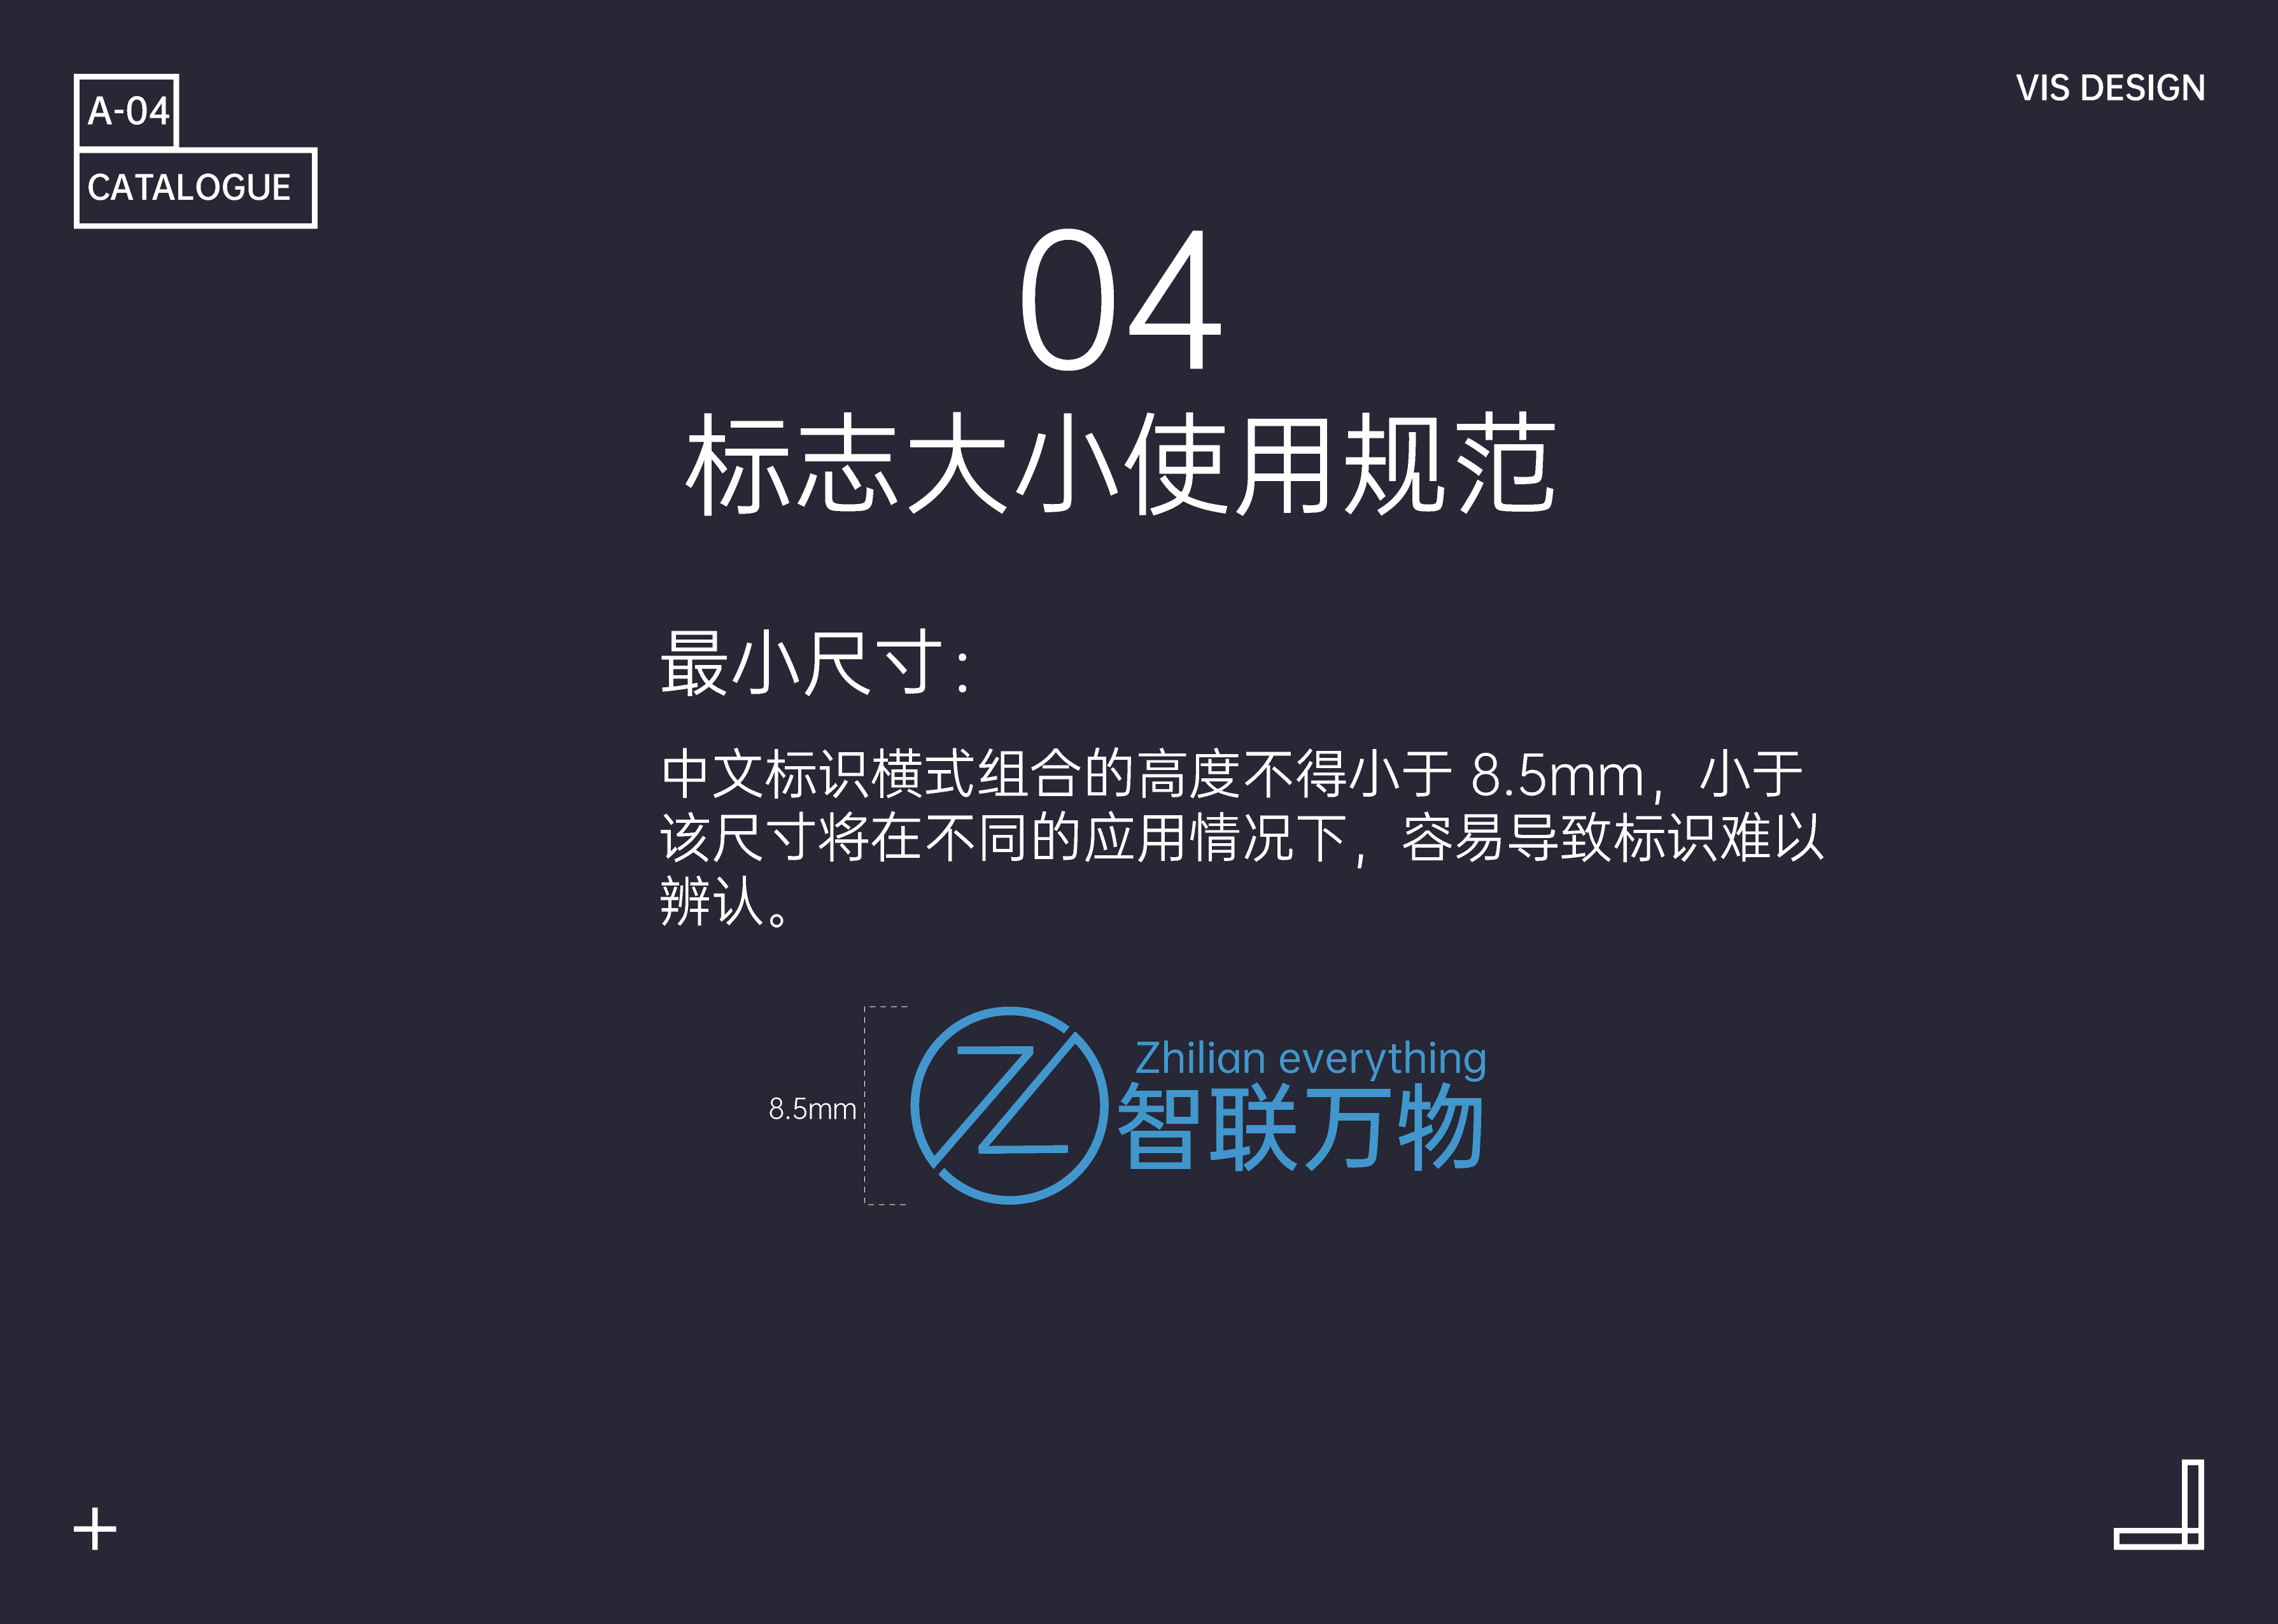 A-04
CATALOGUE
VIS DESIGN
04
标志大小使用规范
最小尺寸：
中文标识横式组合的高度不得小于 8.5mm，小于
该尺寸将在不同的应用情况下，容易导致标识难以
辨认。
8.5mm
Z
Zhilian everything
智联万物